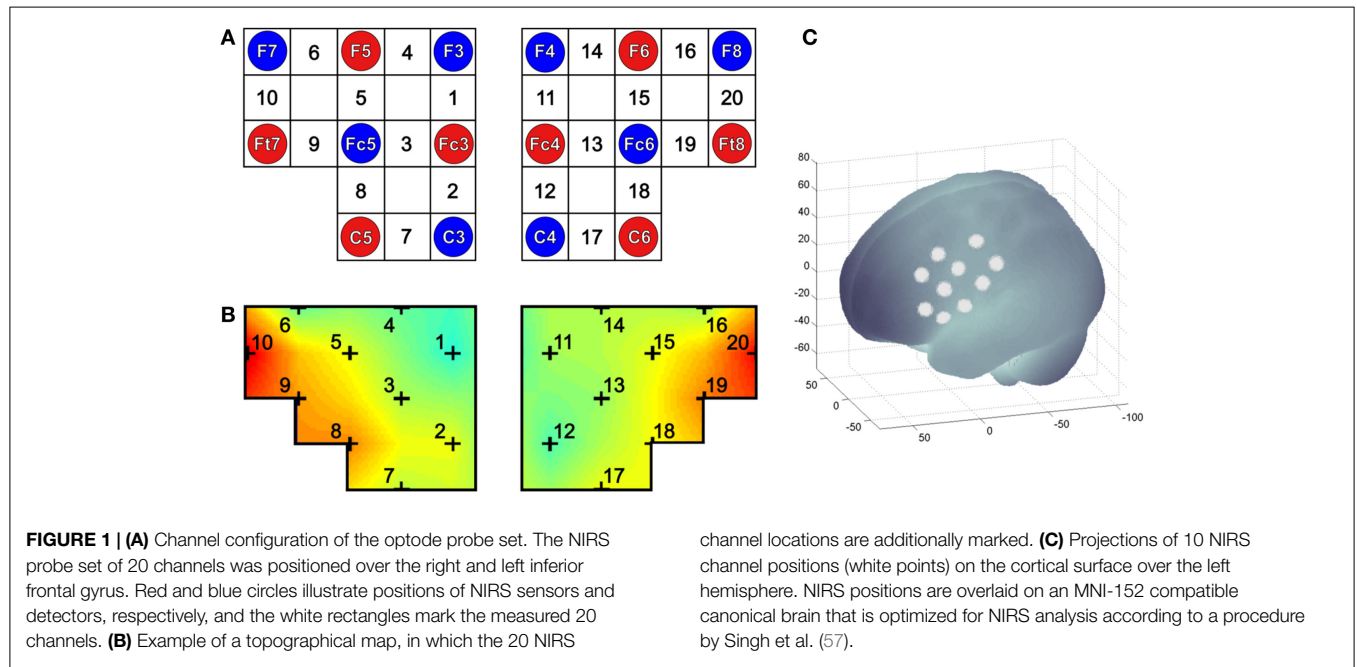 A
F7 6 F5 4 F3
10 5 1
Ft7 9 Fc5 3 Fc3
8 2
C5 7 C3
F4 14 F6 16 F8
11 15 20
Fc4 13 Fc6 19 Ft8
12 18
C4 17 C6
B
6 4
10 5 1
9 3
8 2
7
14 16
11 15 20
13 19
12 18
17
C
80
60
40
20
0
-20
-40
-60
50
0
-50
50
0
-50
-100
FIGURE 1 | (A) Channel configuration of the optode probe set. The NIRS
probe set of 20 channels was positioned over the right and left inferior
frontal gyrus. Red and blue circles illustrate positions of NIRS sensors and
detectors, respectively, and the white rectangles mark the measured 20
channels. (B) Example of a topographical map, in which the 20 NIRS
channel locations are additionally marked. (C) Projections of 10 NIRS
channel positions (white points) on the cortical surface over the left
hemisphere. NIRS positions are overlaid on an MNI-152 compatible
canonical brain that is optimized for NIRS analysis according to a procedure
by Singh et al. (57).